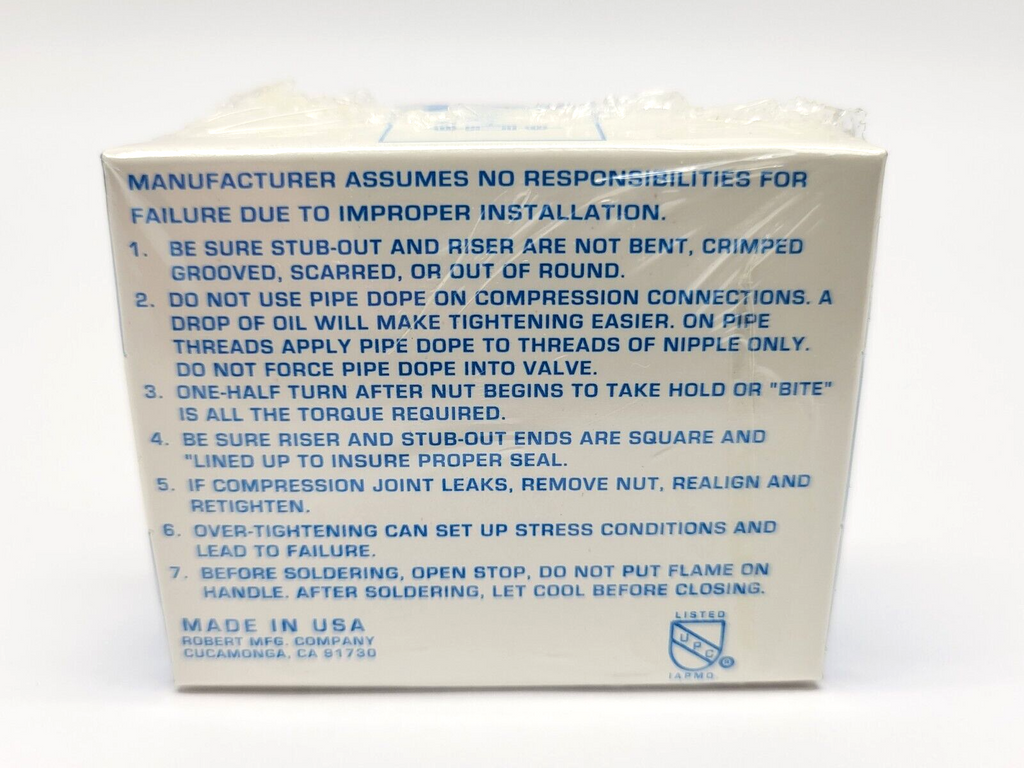 MANUFACTURER ASSUMES NO RESPONSIBILITIES FOR
FAILURE DUE TO IMPROPER INSTALLATION.
1. BE SURE STUB-OUT AND RISER ARE NOT BENT, CRIMPED
GROOVED, SCARRED, OR OUT OF ROUND.
2. DO NOT USE PIPE DOPE ON COMPRESSION CONNECTIONS. A
DROP OF OIL WILL MAKE TIGHTENING EASIER. ON PIPE
THREADS APPLY PIPE DOPE TO THREADS OF NIPPLE ONLY.
DO NOT FORCE PIPE DOPE INTO VALVE.
3. ONE-HALF TURN AFTER NUT BEGINS TO TAKE HOLD OR "BITE"
IS ALL THE TORQUE REQUIRED.
4. BE SURE RISER AND STUB-OUT ENDS ARE SQUARE AND
"LINED UP TO INSURE PROPER SEAL.
5. IF COMPRESSION JOINT LEAKS, REMOVE NUT, REALIGN AND
RETIGHTEN.
6. OVER-TIGHTENING CAN SET UP STRESS CONDITIONS AND
LEAD TO FAILURE.
7. BEFORE SOLDERING, OPEN STOP, DO NOT PUT FLAME ON
HANDLE. AFTER SOLDERING, LET COOL BEFORE CLOSING.
MADE IN USA
ROBERT MFG. COMPANY
CUCAMONGA, CA 91730
LISTED
UPC ®
IAPMO